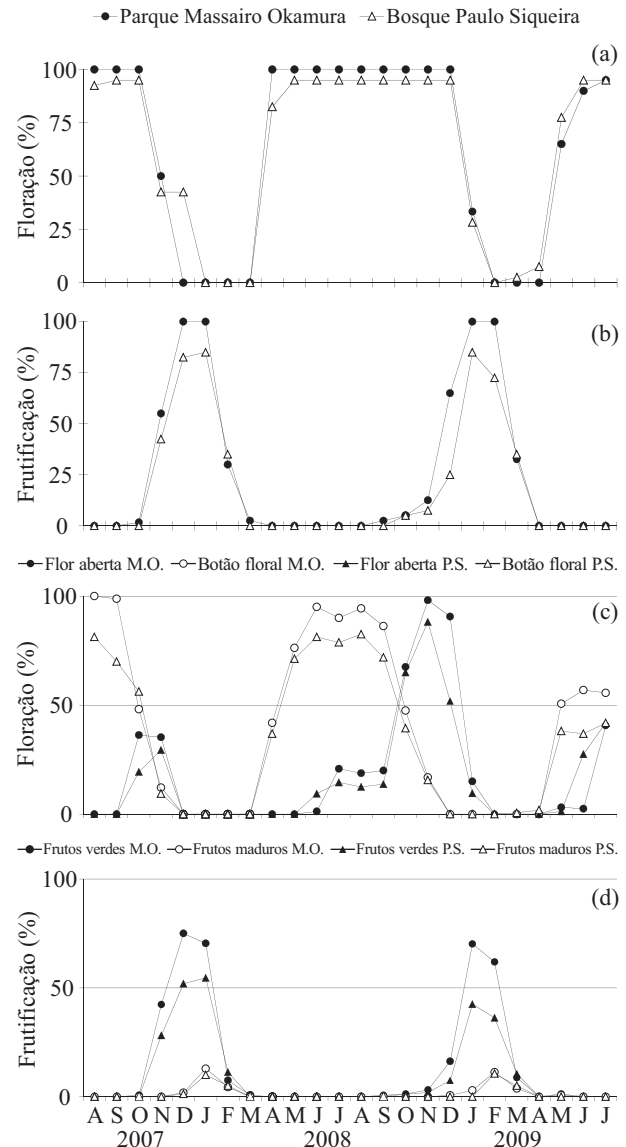 Parque Massairo Okamura Bosque Paulo Siqueira
(a)
100
75
50
25
0
Floração (%)
(b)
100
75
50
25
0
Frutificação (%)
Flor aberta M.O. Botão floral M.O. Flor aberta P.S. Botão floral P.S.
(c)
100
50
0
Floração (%)
Frutos verdes M.O. Frutos maduros M.O. Frutos verdes P.S. Frutos maduros P.S.
(d)
100
50
0
Frutificação (%)
A S O N D J F M A M J J A S O N D J F M A M J J
2007 2008 2009